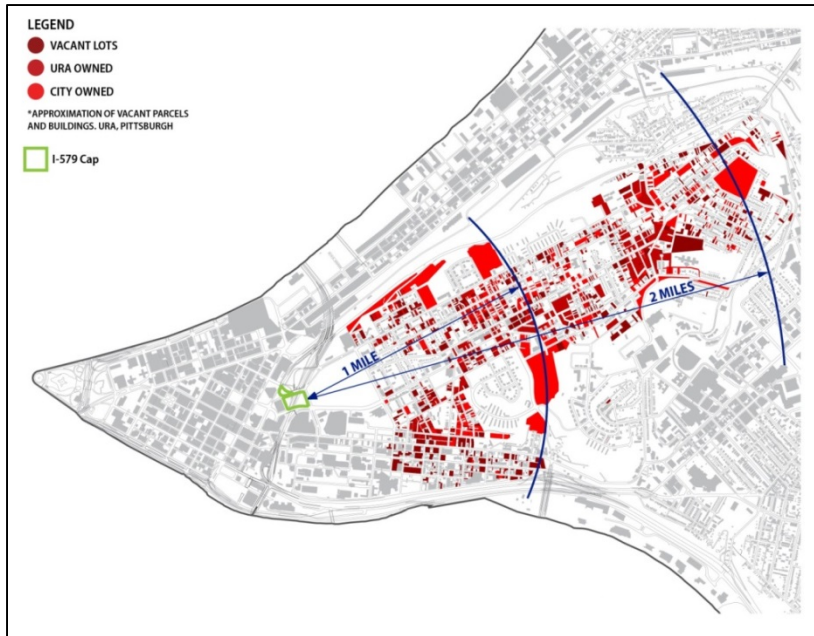 LEGEND
VACANT LOTS
URA OWNED
CITY OWNED
*APPROXIMATION OF VACANT PARCELS
AND BUILDINGS. URA, PITTSBURGH
I-579 Cap
1 MILE
2 MILES